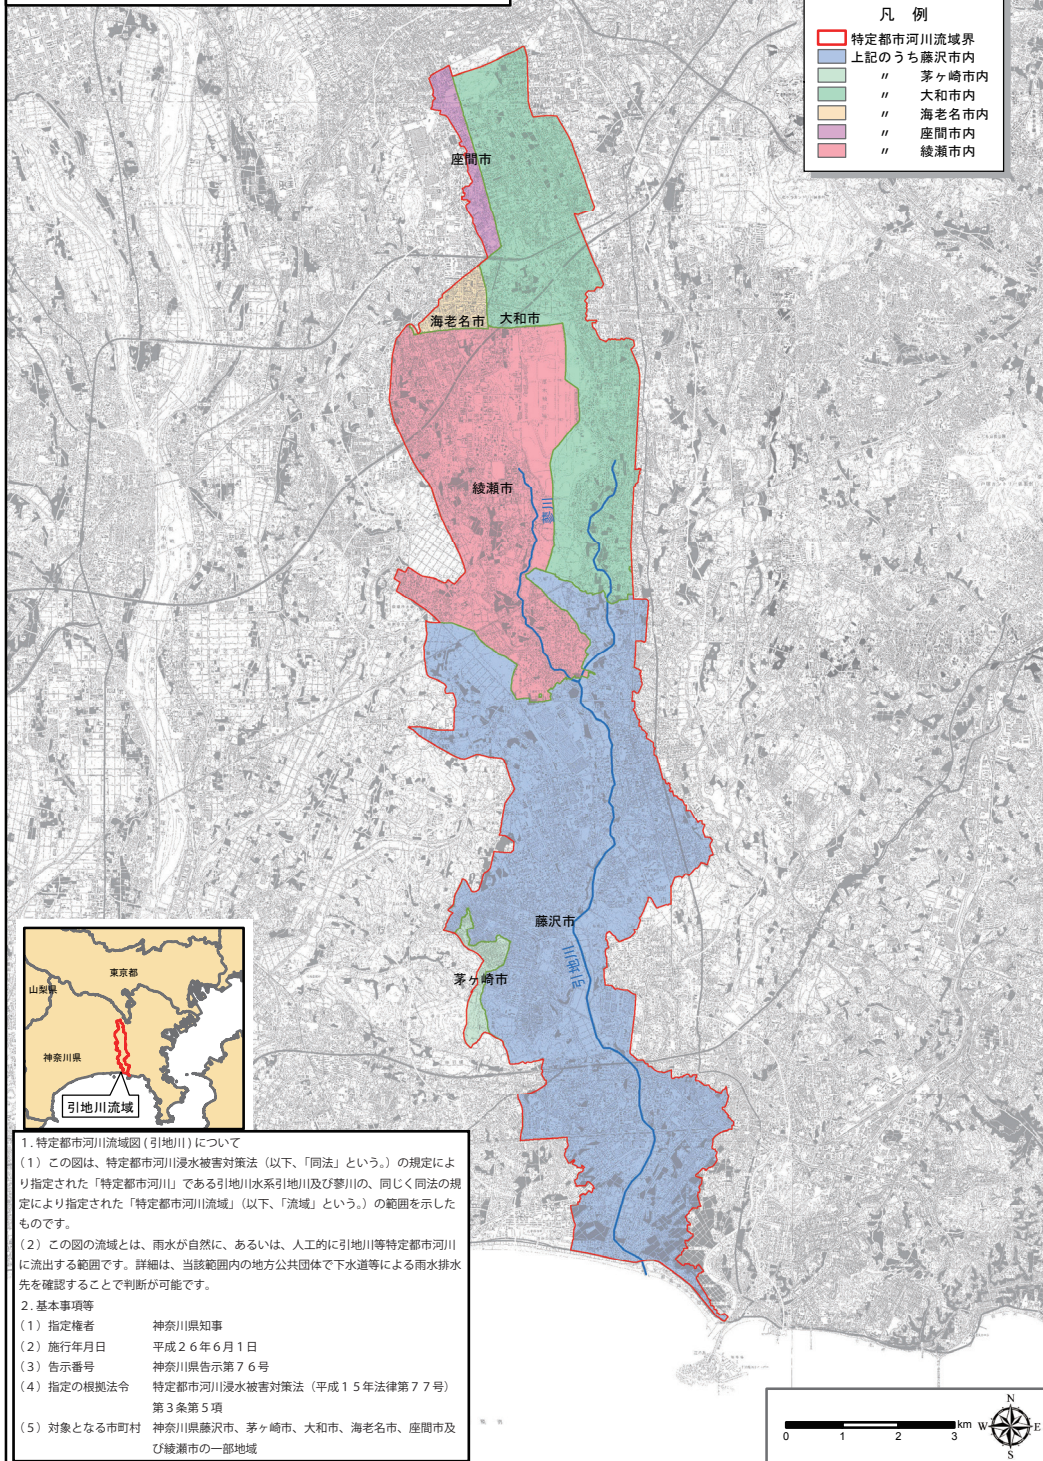 凡 例
特定都市河川流域界
上記のうち藤沢市内
〃 茅ヶ崎市内
〃 大和市内
〃 海老名市内
〃 座間市内
〃 綾瀬市内
座間市
海老名市
大和市
綾瀬市
蓼川
藤沢市
引地川
茅ヶ崎市
東京都
山梨県
神奈川県
引地川流域
1. 特定都市河川流域図(引地川)について
(1) この図は、特定都市河川浸水被害対策法(以下、「同法」という。)の規定によ
り指定された「特定都市河川」である引地川水系引地川及び蓼川の、同じく同法の規
定により指定された「特定都市河川流域」(以下、「流域」という。)の範囲を示した
ものです。
(2) この図の流域とは、雨水が自然に、あるいは、人工的に引地川等特定都市河川
に流出する範囲です。詳細は、当該範囲内の地方公共団体で下水道等による雨水排水
先を確認することで判断が可能です。
2. 基本事項等
(1) 指定権者 神奈川県知事
(2) 施行年月日 平成26年6月1日
(3) 告示番号 神奈川県告示第76号
(4) 指定の根拠法令 特定都市河川浸水被害対策法(平成15年法律第77号)
第3条第5項
(5) 対象となる市町村 神奈川県藤沢市、茅ヶ崎市、大和市、海老名市、座間市及
び綾瀬市の一部地域
0 1 2 3 km
N
W E
S